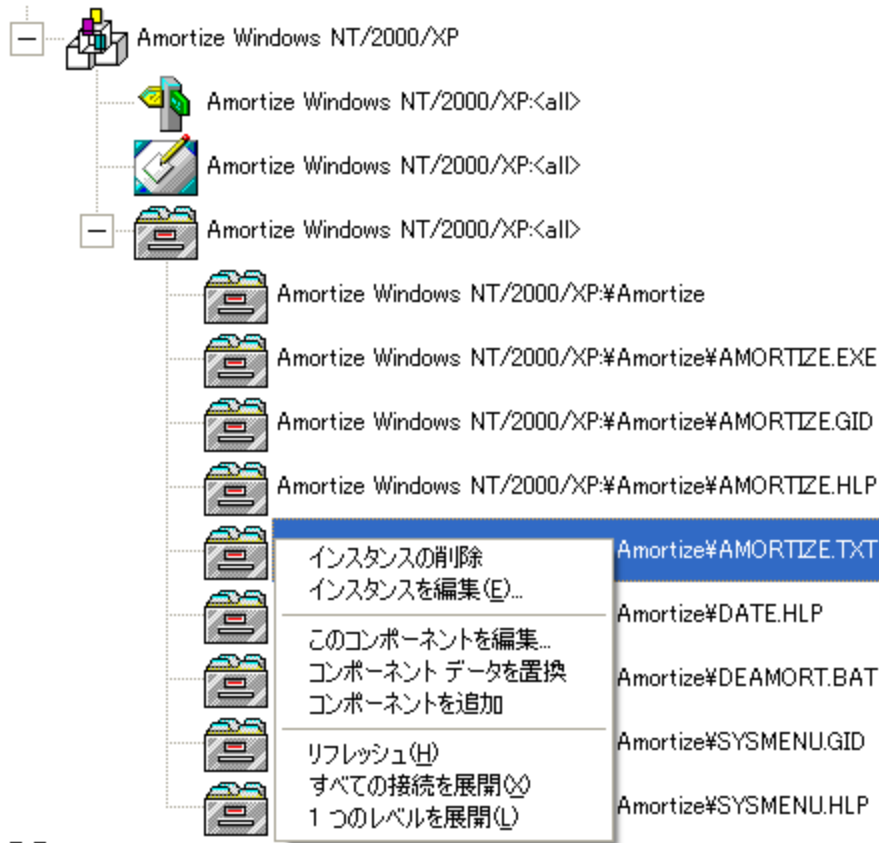 Amortize Windows NT/2000/XP
Amortize Windows NT/2000/XP:<all>
Amortize Windows NT/2000/XP:<all>
Amortize Windows NT/2000/XP:<all>
Amortize Windows NT/2000/XP:¥Amortize
Amortize Windows NT/2000/XP:¥Amortize¥AMORTIZE.EXE
Amortize Windows NT/2000/XP:¥Amortize¥AMORTIZE.GID
Amortize Windows NT/2000/XP:¥Amortize¥AMORTIZE.HLP
Amortize¥AMORTIZE.TXT
インスタンスの削除
インスタンスを編集(E)...
このコンポーネントを編集...
コンポーネント データを置換
コンポーネントを追加
リフレッシュ(H)
すべての接続を展開(X)
1 つのレベルを展開(L)
Amortize¥DATE.HLP
Amortize¥DEAMORT.BAT
Amortize¥SYSMENU.GID
Amortize¥SYSMENU.HLP